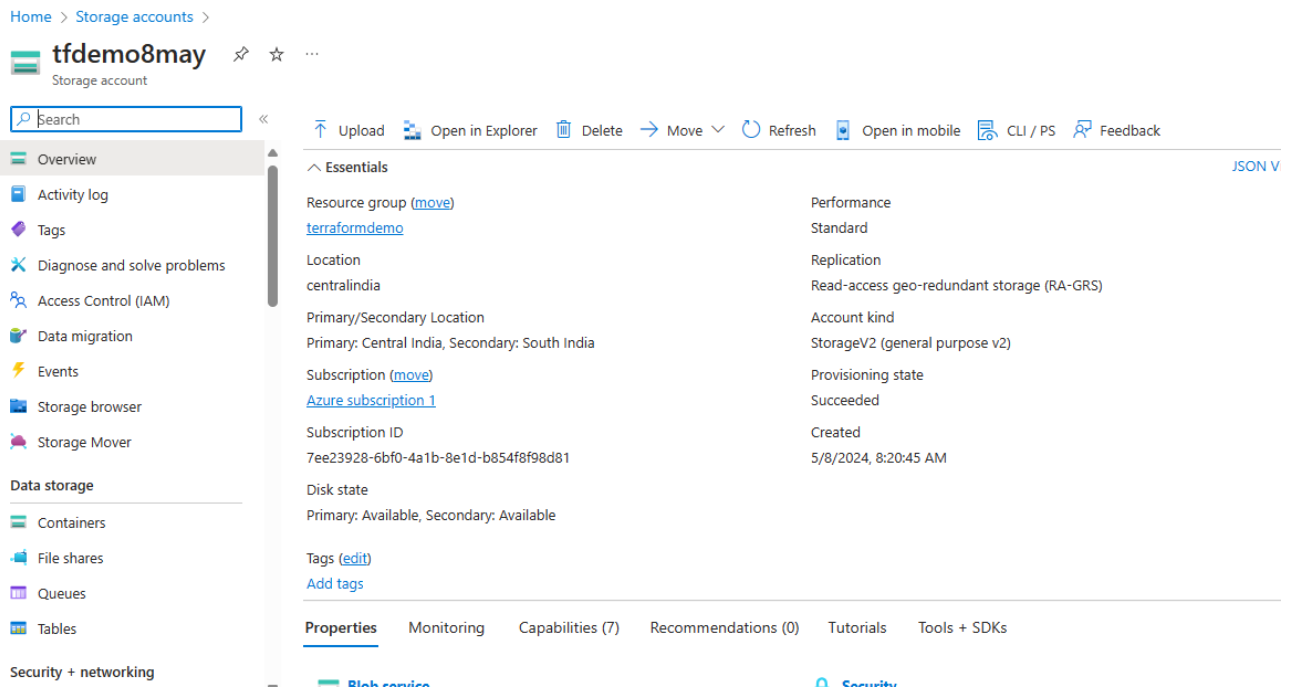 Home > Storage accounts >
tfdemo8may
Storage account
Search
Upload Open in Explorer Delete Move Refresh Open in mobile CLI / PS Feedback
Overview
Activity log
Tags
Diagnose and solve problems
Access Control (IAM)
Data migration
Events
Storage browser
Storage Mover
Data storage
Containers
File shares
Queues
Tables
Security + networking
Essentials
JSON V
Resource group (move)
terraformdemo
Location
centralindia
Primary/Secondary Location
Primary: Central India, Secondary: South India
Subscription (move)
Azure subscription 1
Subscription ID
7ee23928-6bf0-4a1b-8e1d-b854f8f98d81
Disk state
Primary: Available, Secondary: Available
Tags (edit)
Add tags
Performance
Standard
Replication
Read-access geo-redundant storage (RA-GRS)
Account kind
StorageV2 (general purpose v2)
Provisioning state
Succeeded
Created
5/8/2024, 8:20:45 AM
Properties Monitoring Capabilities (7) Recommendations (0) Tutorials Tools + SDKs
Blob service
Security